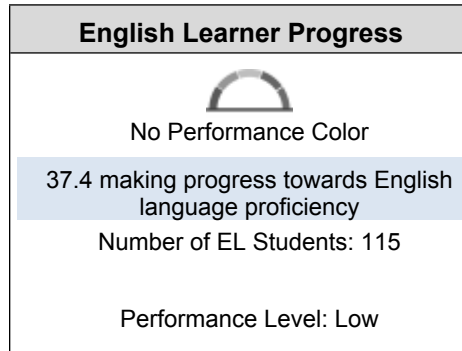 English Learner Progress
No Performance Color
37.4 making progress towards English
language proficiency
Number of EL Students: 115
Performance Level: Low